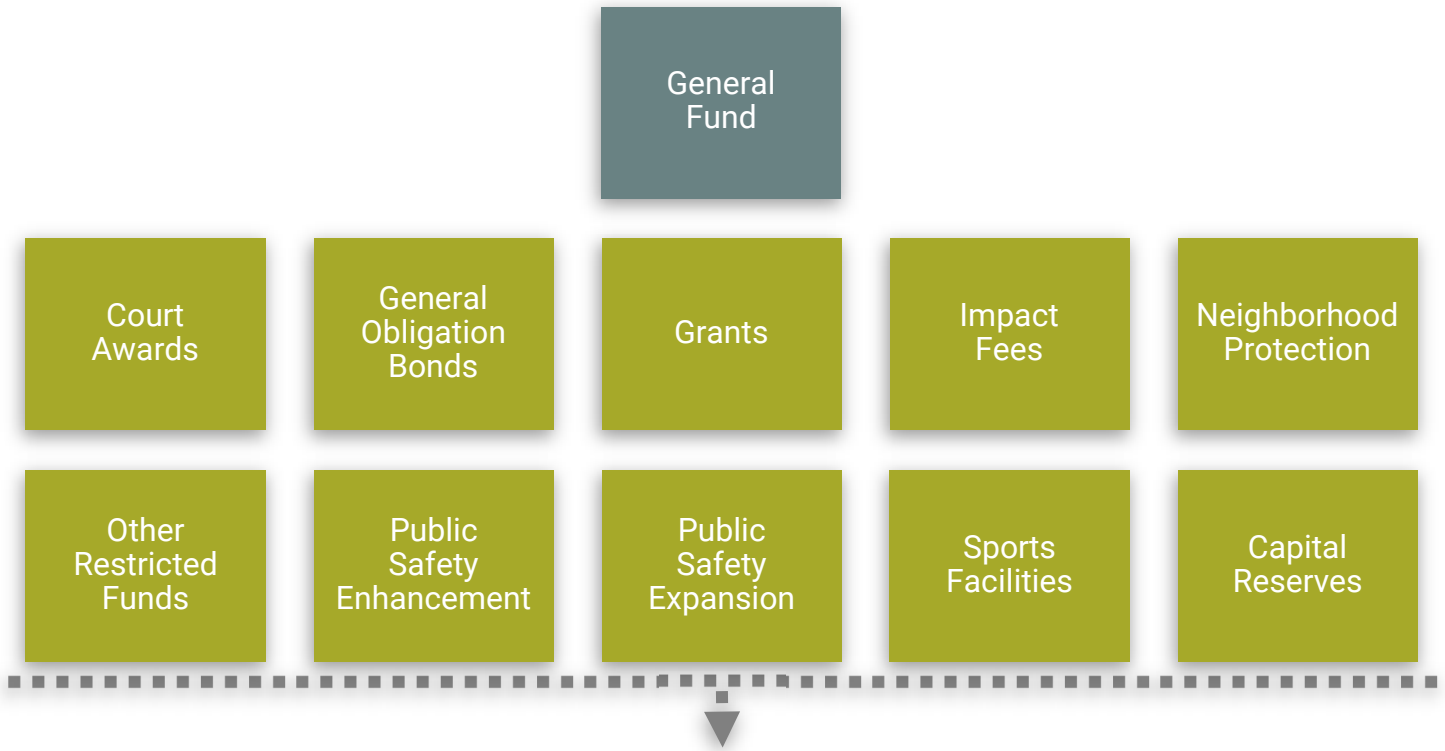 General
Fund
Court
Awards
General
Obligation
Bonds
Grants
Impact
Fees
Neighborhood
Protection
Other
Restricted
Funds
Public
Safety
Enhancement
Public
Safety
Expansion
Sports
Facilities
Capital
Reserves